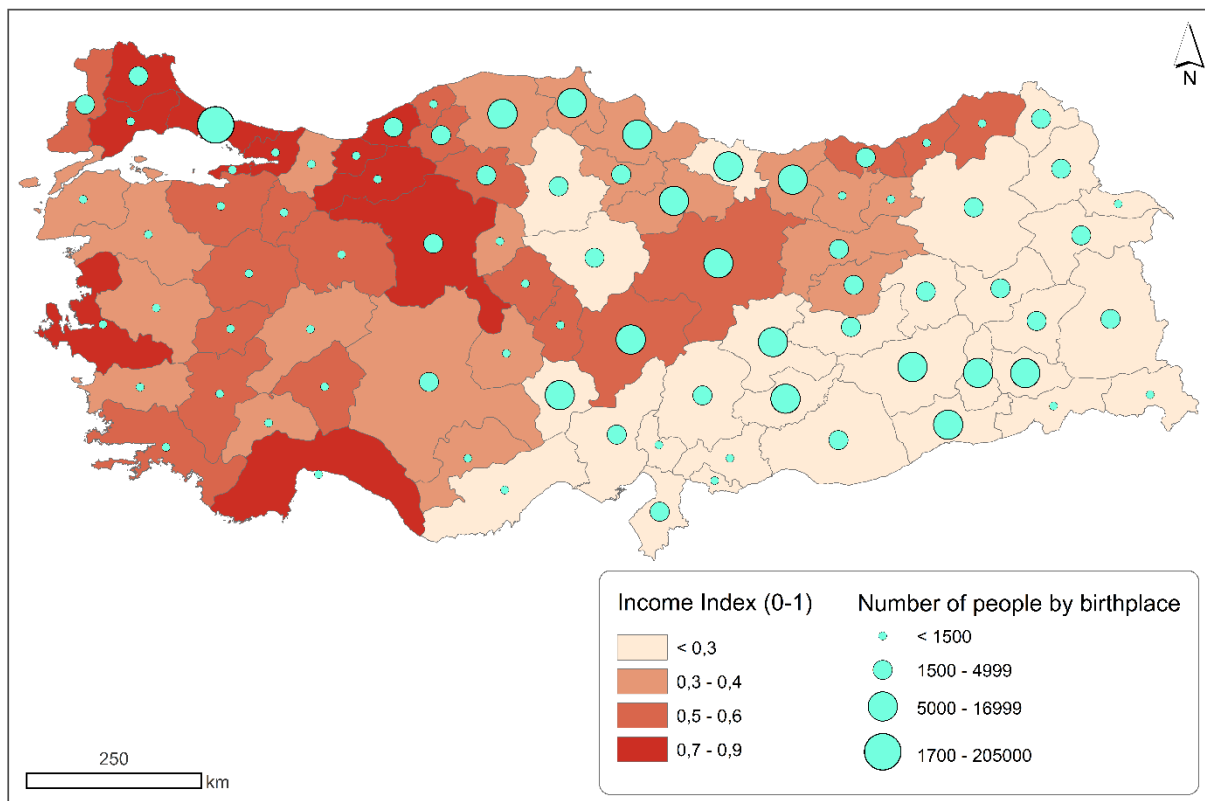 N
Income Index (0-1)
< 0,3
0,3 - 0,4
0,5 - 0,6
0,7 - 0,9
Number of people by birthplace
< 1500
1500 - 4999
5000 - 16999
1700 - 205000
250
km